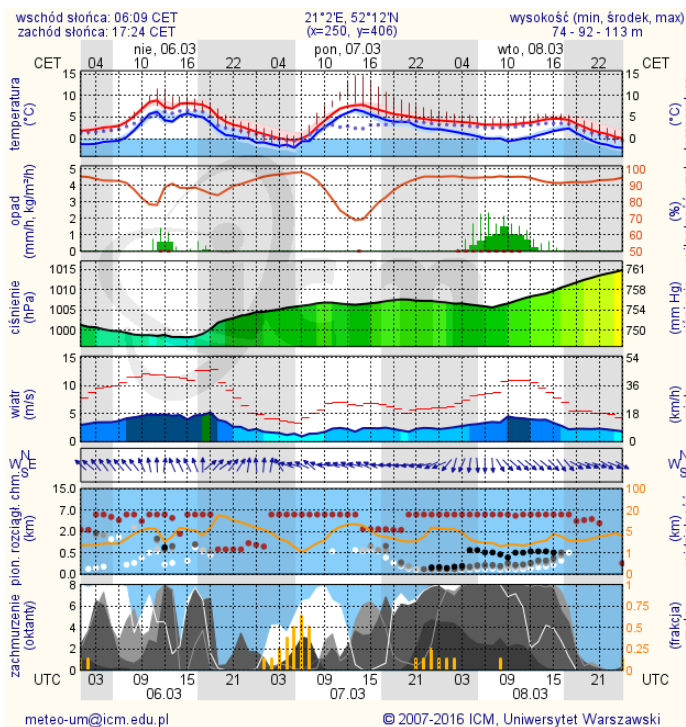 wschód słońca: 06:09 CET 21°2'E, 52°12'N wysokość (min, środek, max)
zachód słońca: 17:24 CET (x=250, y=406) 74 - 92 - 113 m
nie, 06.03 pon, 07.03 wto, 08.03
CET 04 10 16 22 04 10 16 22 04 10 16 22 CET
temperatura (°C)
15 10 5 0
15 10 5 0
(°C)
opad (mm/h, kg/m²/h)
5 4 3 2 1 0
100 90 80 70 60 50
(%)
ciśnienie (hPa)
1015 1010 1005 1000
761 758 754 750
(mm Hg)
wiatr (m/s)
15 10 5 0
54 36 18 0
(km/h)
N W E
N W
pion. rozciągł. chm. (km)
15.0 7.0 2.0 0.5 0.0
100 20 5 1 0
(km)
zachmurzenie (oktanty)
8 6 4 2 0
1 0.75 0.5 0.25 0
(frakcja)
UTC 03 09 15 21 03 09 15 21 03 09 15 21 UTC
06.03 07.03 08.03
meteo-um@icm.edu.pl © 2007-2016 ICM, Uniwersytet Warszawski